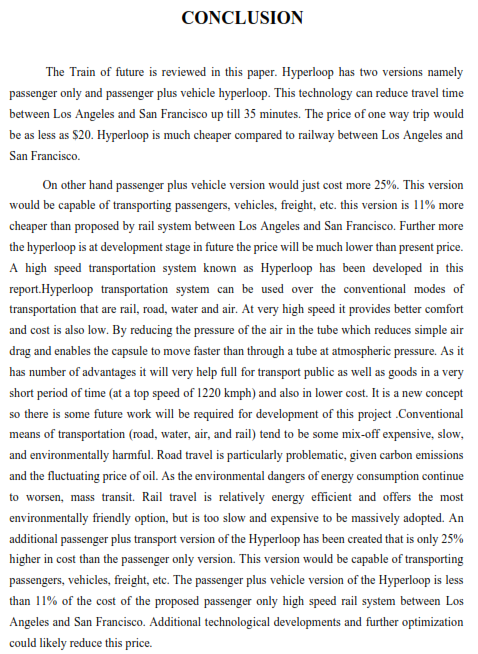 CONCLUSION
The Train of future is reviewed in this paper. Hyperloop has two versions namely
passenger only and passenger plus vehicle hyperloop. This technology can reduce travel time
between Los Angeles and San Francisco up till 35 minutes. The price of one way trip would
be as less as $20. Hyperloop is much cheaper compared to railway between Los Angeles and
San Francisco.
On other hand passenger plus vehicle version would just cost more 25%. This version
would be capable of transporting passengers, vehicles, freight, etc. this version is 11% more
cheaper than proposed by rail system between Los Angeles and San Francisco. Further more
the hyperloop is at development stage in future the price will be much lower than present price.
A high speed transportation system known as Hyperloop has been developed in this
report.Hyperloop transportation system can be used over the conventional modes of
transportation that are rail, road, water and air. At very high speed it provides better comfort
and cost is also low. By reducing the pressure of the air in the tube which reduces simple air
drag and enables the capsule to move faster than through a tube at atmospheric pressure. As it
has number of advantages it will very help full for transport public as well as goods in a very
short period of time (at a top speed of 1220 kmph) and also in lower cost. It is a new concept
so there is some future work will be required for development of this project .Conventional
means of transportation (road, water, air, and rail) tend to be some mix-off expensive, slow,
and environmentally harmful. Road travel is particularly problematic, given carbon emissions
and the fluctuating price of oil. As the environmental dangers of energy consumption continue
to worsen, mass transit. Rail travel is relatively energy efficient and offers the most
environmentally friendly option, but is too slow and expensive to be massively adopted. An
additional passenger plus transport version of the Hyperloop has been created that is only 25%
higher in cost than the passenger only version. This version would be capable of transporting
passengers, vehicles, freight, etc. The passenger plus vehicle version of the Hyperloop is less
than 11% of the cost of the proposed passenger only high speed rail system between Los
Angeles and San Francisco. Additional technological developments and further optimization
could likely reduce this price.